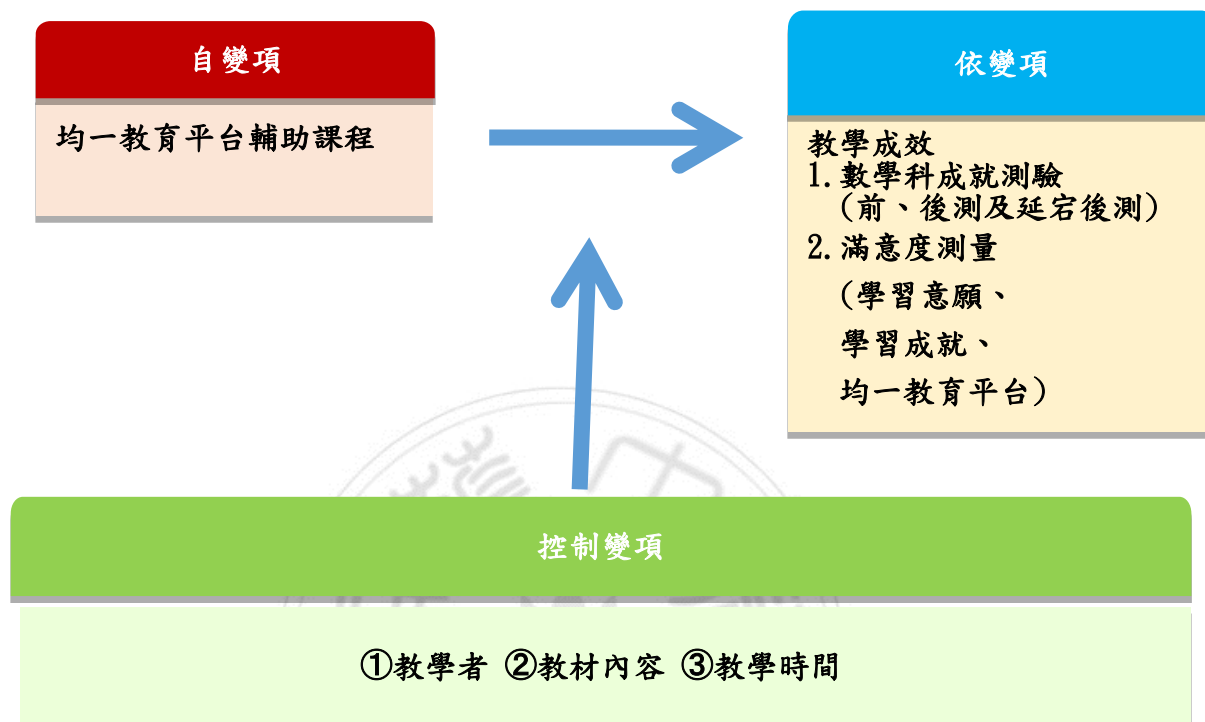 自變項
均一教育平台輔助課程
依變項
教學成效
1.數學科成就測驗
(前、後測及延宕後測)
2.滿意度測量
(學習意願、
學習成就、
均一教育平台)
控制變項
①教學者 ②教材內容 ③教學時間